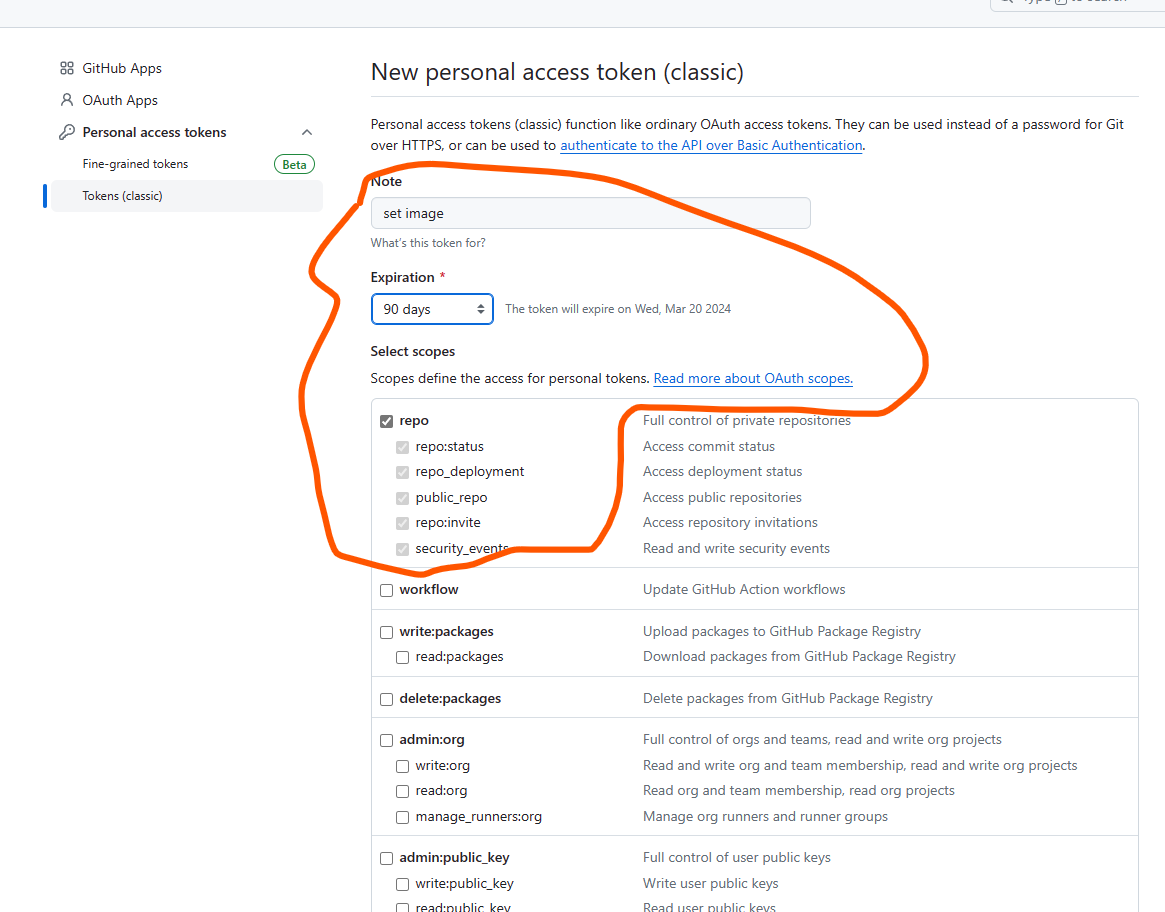 Type / to search
GitHub Apps
OAuth Apps
Personal access tokens
Fine-grained tokens Beta
Tokens (classic)
New personal access token (classic)
Personal access tokens (classic) function like ordinary OAuth access tokens. They can be used instead of a password for Git
over HTTPS, or can be used to authenticate to the API over Basic Authentication.
Note
set image
What's this token for?
Expiration *
90 days The token will expire on Wed, Mar 20 2024
Select scopes
Scopes define the access for personal tokens. Read more about OAuth scopes.
repo Full control of private repositories
repo:status Access commit status
repo_deployment Access deployment status
public_repo Access public repositories
repo:invite Access repository invitations
security_events Read and write security events
workflow Update GitHub Action workflows
write:packages Upload packages to GitHub Package Registry
read:packages Download packages from GitHub Package Registry
delete:packages Delete packages from GitHub Package Registry
admin:org Full control of orgs and teams, read and write org projects
write:org Read and write org and team membership, read and write org projects
read:org Read org and team membership, read org projects
manage_runners:org Manage org runners and runner groups
admin:public_key Full control of user public keys
write:public_key Write user public keys
read:public_key Read user public keys